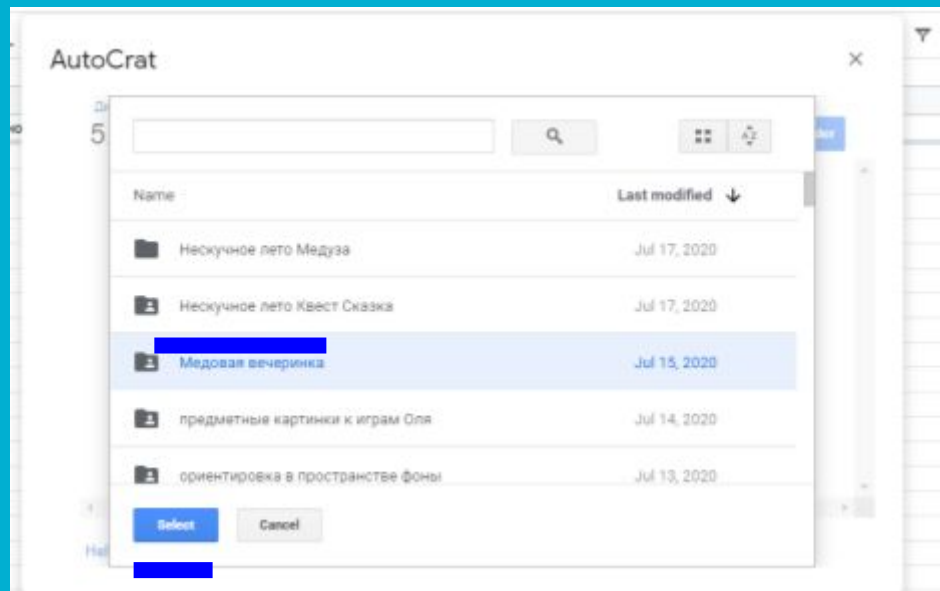 AutoCrat
5
Name
Last modified
Нескучное лето Медуза
Jul 17, 2020
Нескучное лето Квест Сказка
Jul 17, 2020
Медовая вечеринка
Jul 15, 2020
предметные картинки к играм Оля
Jul 14, 2020
ориентировка в пространстве фоны
Jul 13, 2020
Select
Cancel